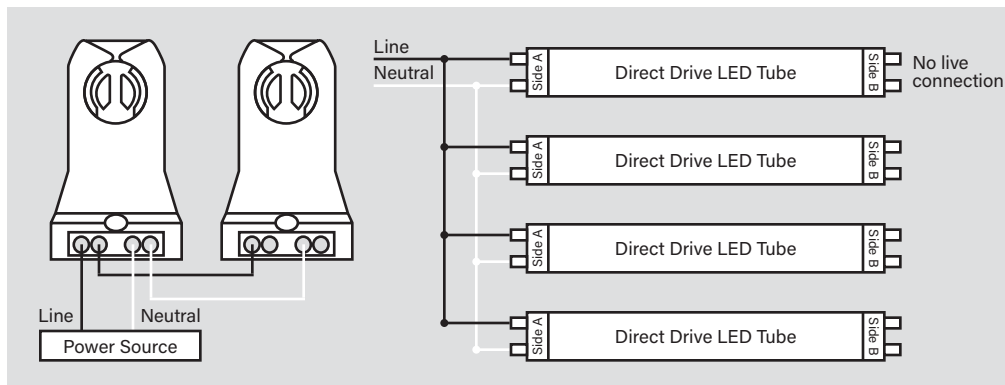 Line
Neutral
Power Source
Line
Neutral
Side A
Direct Drive LED Tube
Side B
No live
connection
Side A
Direct Drive LED Tube
Side B
Side A
Direct Drive LED Tube
Side B
Side A
Direct Drive LED Tube
Side B